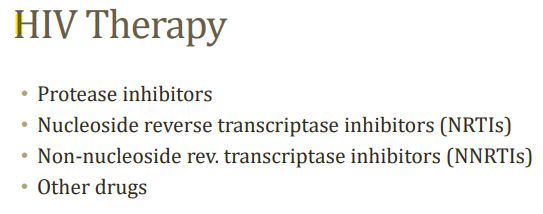 HIV Therapy
• Protease inhibitors
• Nucleoside reverse transcriptase inhibitors (NRTIs)
• Non-nucleoside rev. transcriptase inhibitors (NNRTIs)
• Other drugs